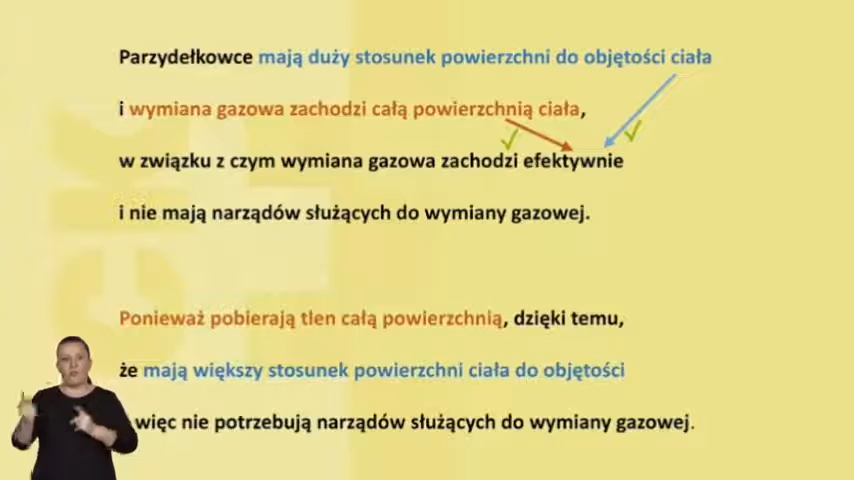 Parzydełkowce mają duży stosunek powierzchni do objętości ciała
i wymiana gazowa zachodzi całą powierzchnią ciała,
w związku z czym wymiana gazowa zachodzi efektywnie
i nie mają narządów służących do wymiany gazowej.
Ponieważ pobierają tlen całą powierzchnią, dzięki temu,
że mają większy stosunek powierzchni ciała do objętości
więc nie potrzebują narządów służących do wymiany gazowej.